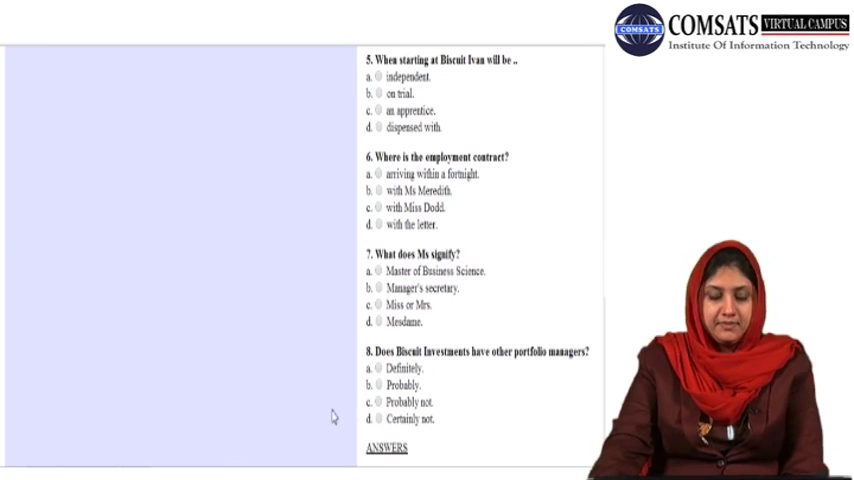 COMSATS VIRTUAL CAMPUS
COMSATS
Institute Of Information Technology
5. When starting at Biscuit Ivan will be ..
a. independent.
b. on trial.
c. an apprentice.
d. dispensed with.
6. Where is the employment contract?
a. arriving within a fortnight.
b. with Ms Meredith.
c. with Miss Dodd.
d. with the letter.
7. What does Ms signify?
a. Master of Business Science.
b. Manager's secretary.
c. Miss or Mrs.
d. Mesdame.
8. Does Biscuit Investments have other portfolio managers?
a. Definitely.
b. Probably.
c. Probably not.
d. Certainly not.
ANSWERS